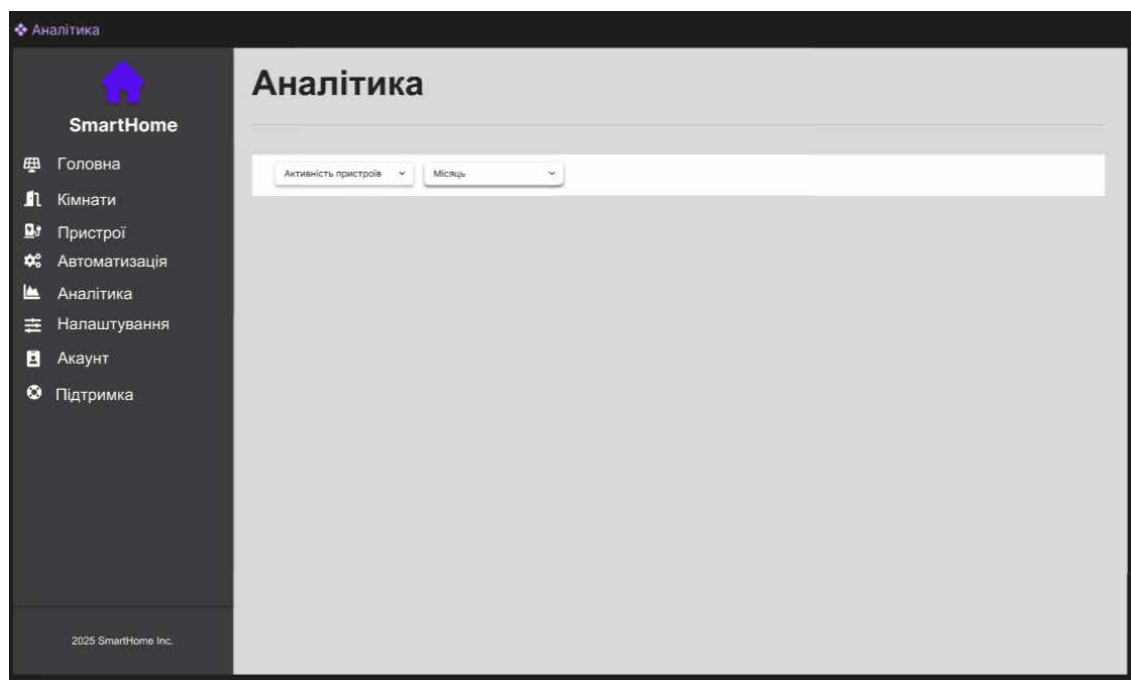 Аналітика
SmartHome
Головна
Кімнати
Пристрої
Автоматизація
Аналітика
Налаштування
Акаунт
Підтримка
2025 SmartHome Inc.
Аналітика
Активність пристроїв
Місяць